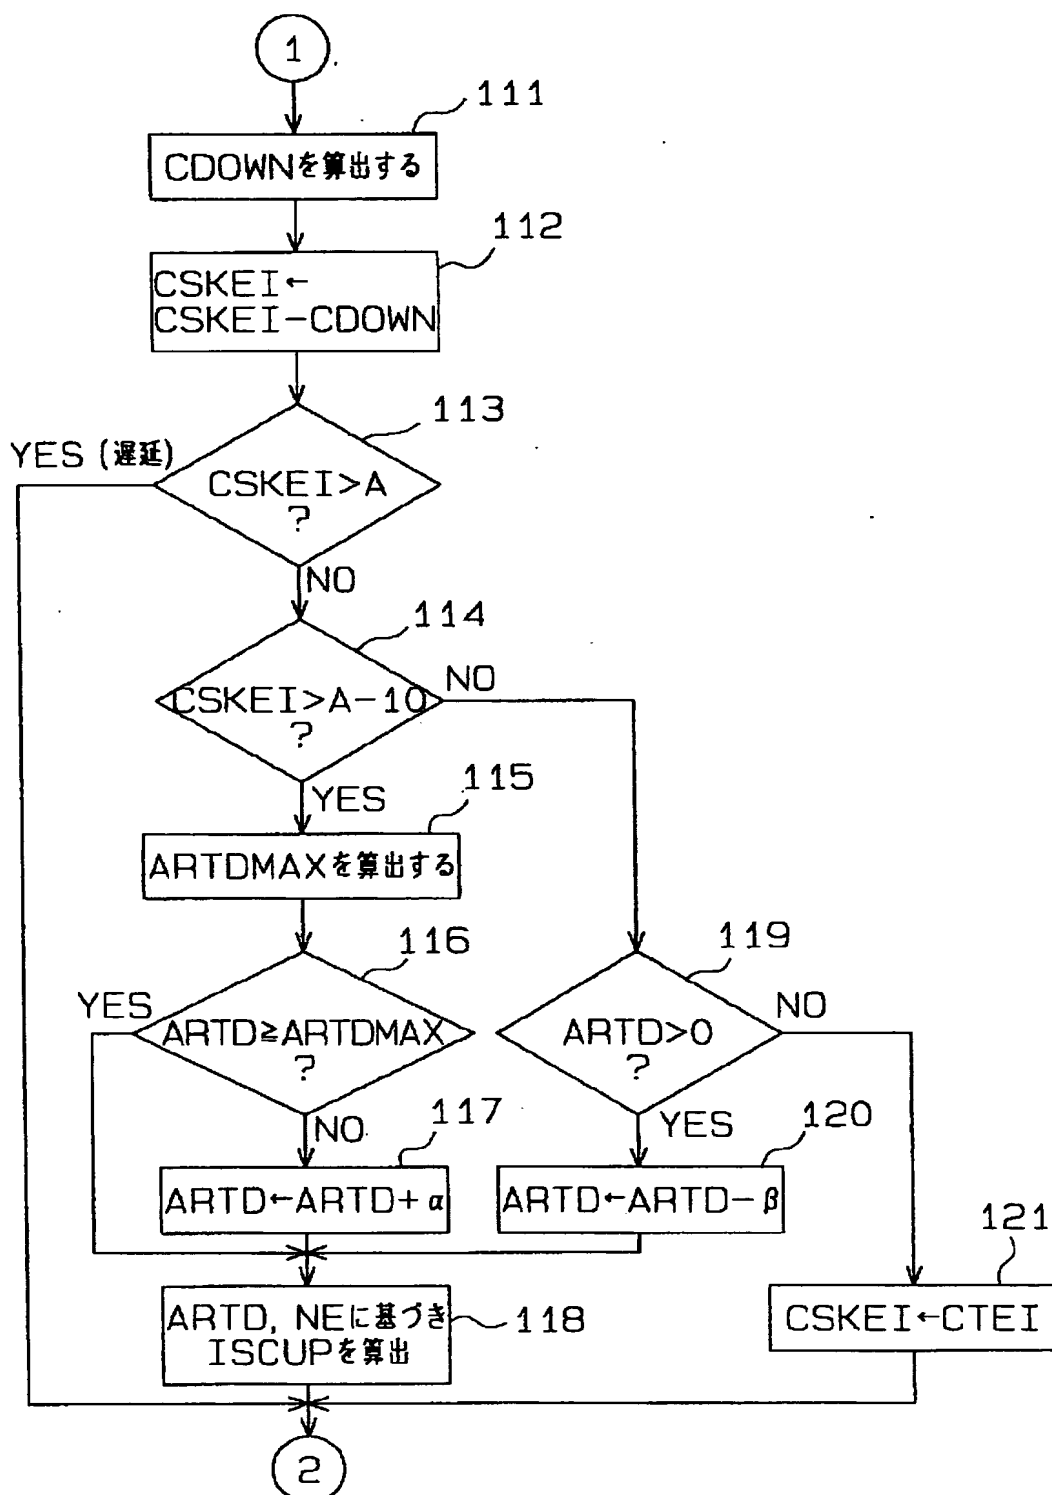 1
111
CDOWNを算出する
112
CSKEI←
CSKEI-CDOWN
113
YES (遅延)
CSKEI>A
?
NO
114
CSKEI>A-10
?
NO
YES
115
ARTDMAXを算出する
116
119
YES
ARTD≧ARTDMAX
?
NO
ARTD>0
?
NO
117
YES
120
ARTD←ARTD+α
ARTD←ARTD-β
121
ARTD, NEに基づき
ISCUPを算出
118
CSKEI←CTEI
2